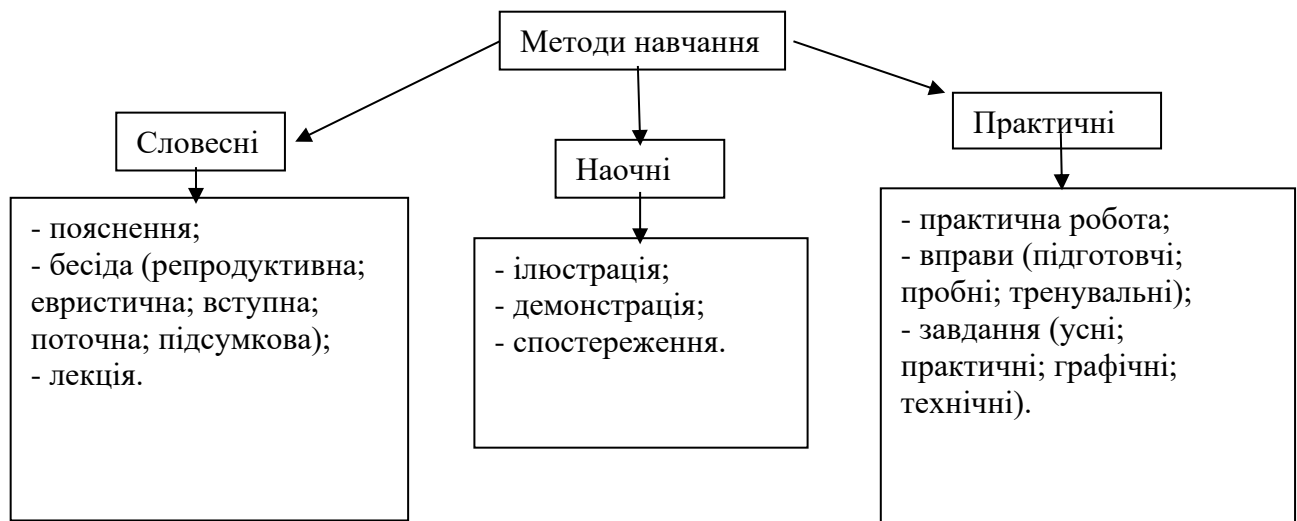 Методи навчання
Словесні
- пояснення;
- бесіда (репродуктивна;
евристична; вступна;
поточна; підсумкова);
- лекція.
Наочні
- ілюстрація;
- демонстрація;
- спостереження.
Практичні
- практична робота;
- вправи (підготовчі;
пробні; тренувальні);
- завдання (усні;
практичні; графічні;
технічні).